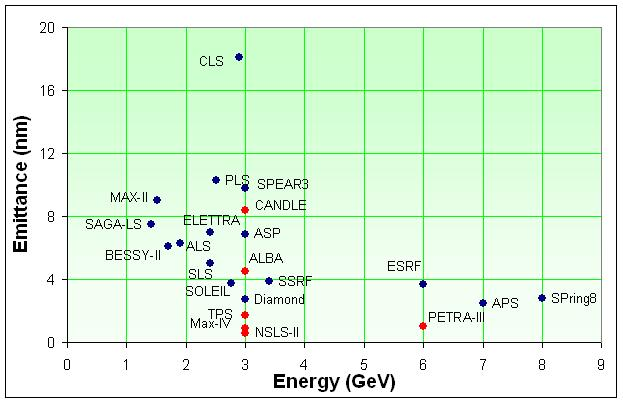 20
CLS
16
12
PLS
SPEAR3
MAX-II
CANDLE
8
SAGA-LS
ELETTRA
ASP
BESSY-II
ALS
ALBA
ESRF
SLS
SSRF
4
SOLEIL
Diamond
APS
SPring8
TPS
PETRA-III
Max-IV
NSLS-II
0
0 1 2 3 4 5 6 7 8 9
Energy (GeV)
Emittance (nm)